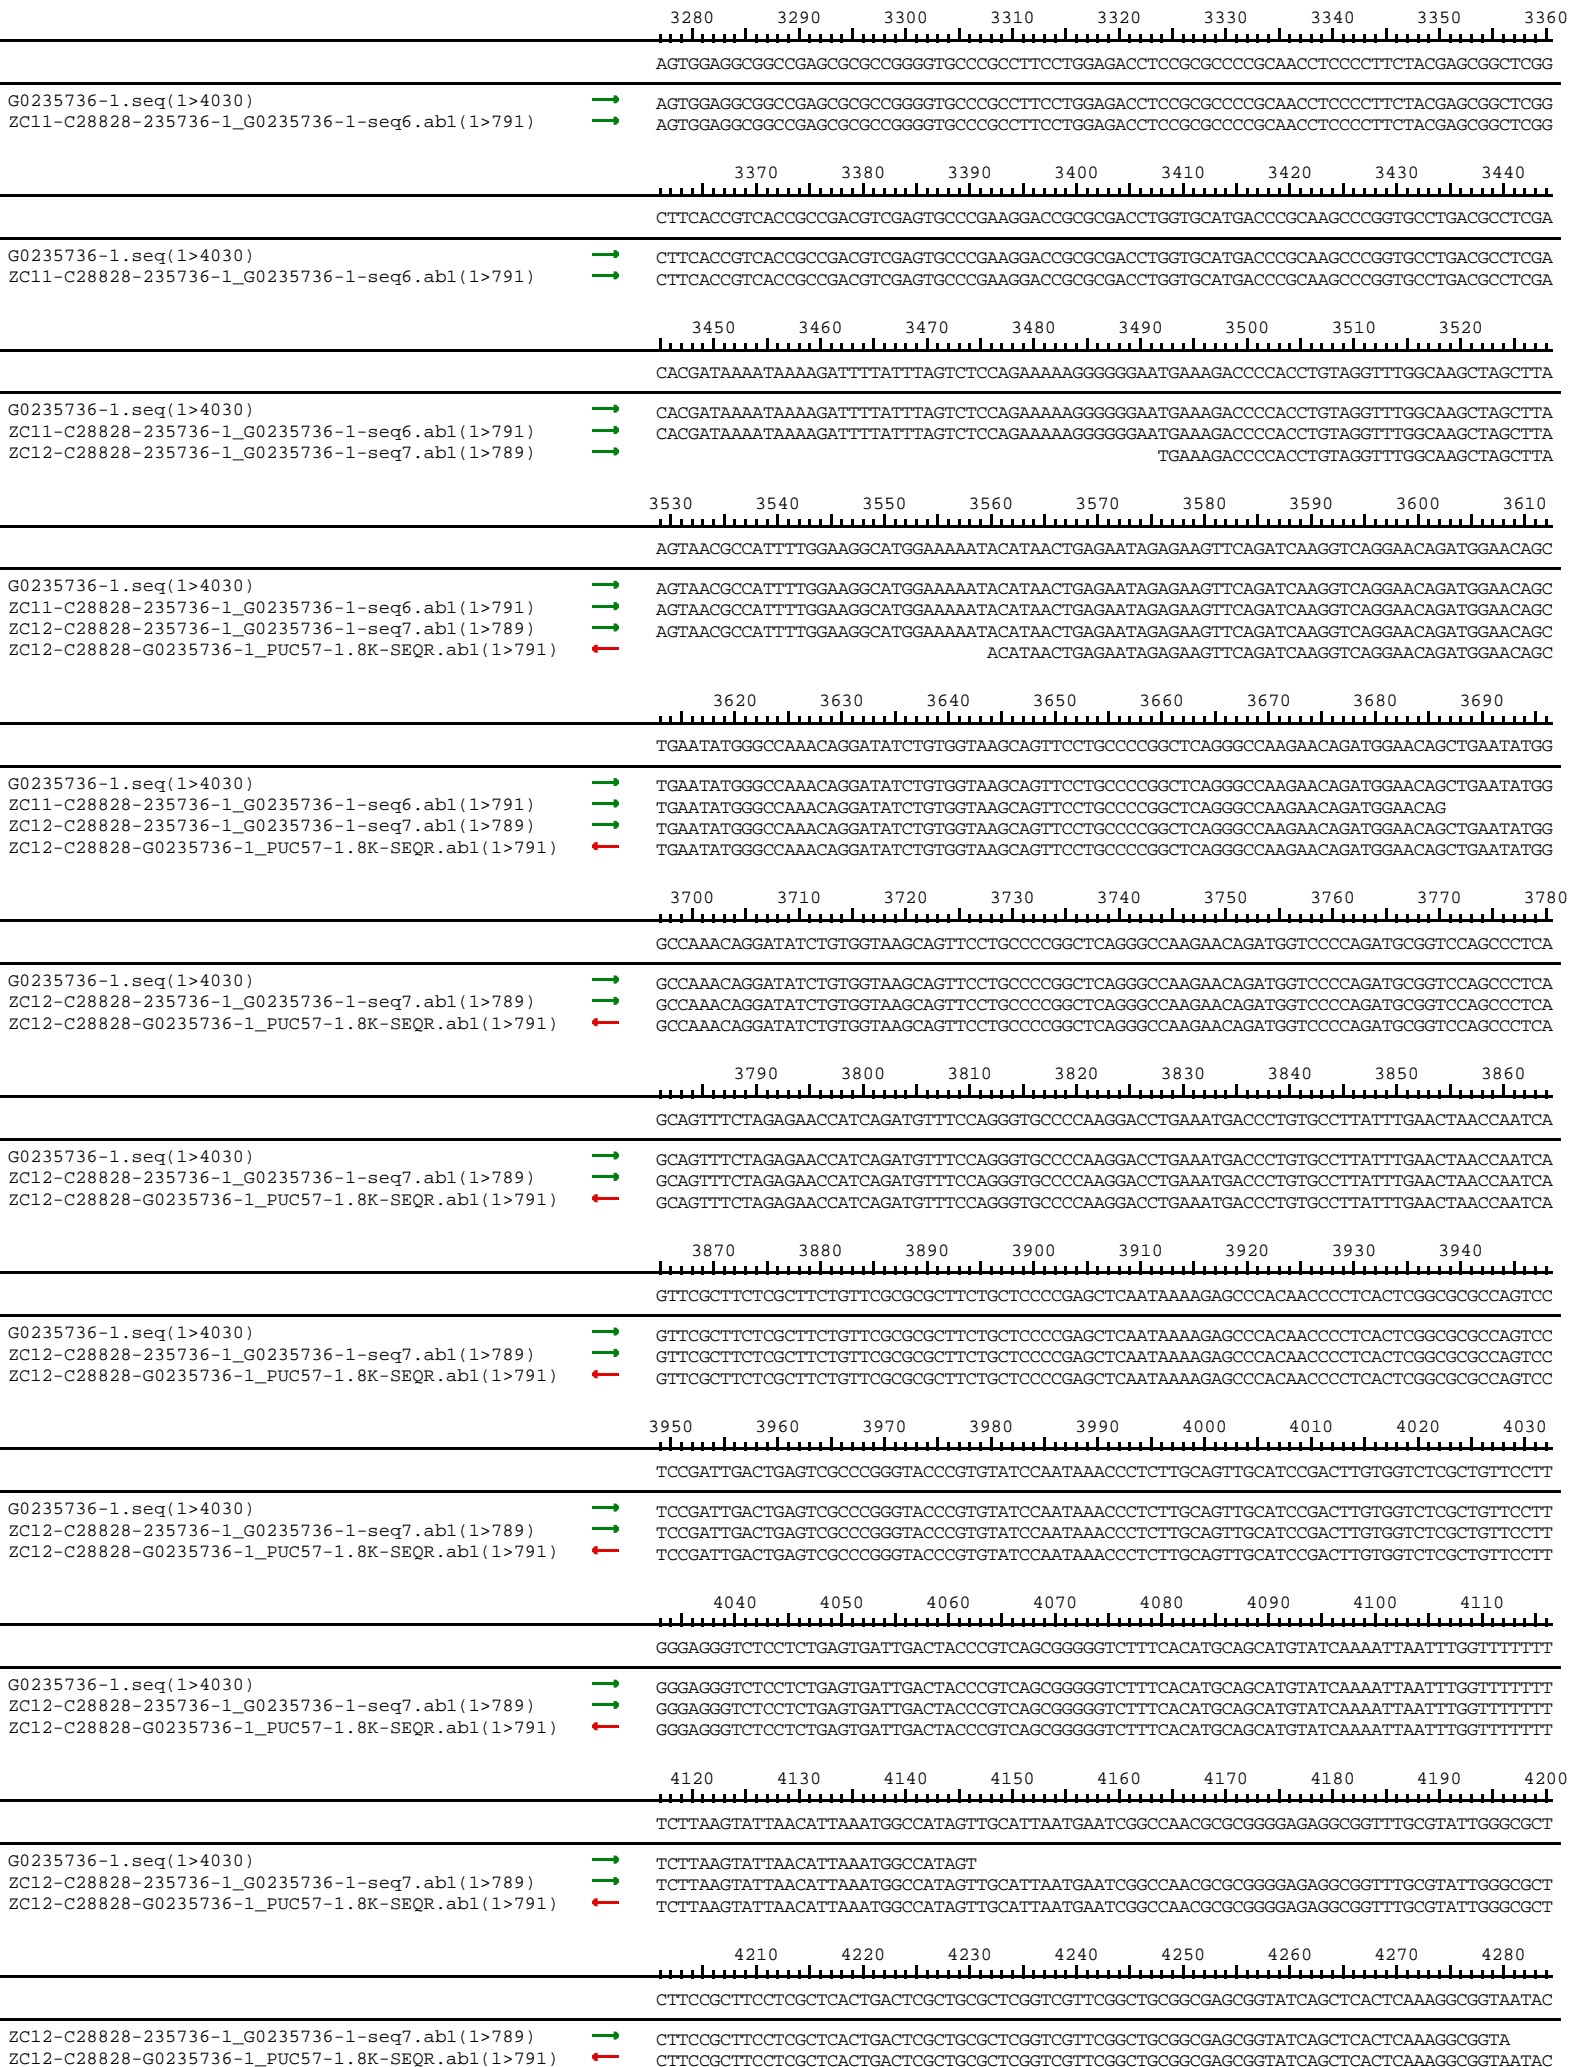 3280 3290 3300 3310 3320 3330 3340 3350 3360
AGTGGAGGCGGCCGAGCGCGCCGGGGTGCCCGCCTTCCTGGAGACCTCCGCGCCCCGCAACCTCCCCTTCTACGAGCGGCTCGG
G0235736-1.seq(1>4030) AGTGGAGGCGGCCGAGCGCGCCGGGGTGCCCGCCTTCCTGGAGACCTCCGCGCCCCGCAACCTCCCCTTCTACGAGCGGCTCGG
ZC11-C28828-235736-1_G0235736-1-seq6.ab1(1>791) AGTGGAGGCGGCCGAGCGCGCCGGGGTGCCCGCCTTCCTGGAGACCTCCGCGCCCCGCAACCTCCCCTTCTACGAGCGGCTCGG
3370 3380 3390 3400 3410 3420 3430 3440
CTTCACCGTCACCGCCGACGTCGAGTGCCCGAAGGACCGCGCGACCTGGTGCATGACCCGCAAGCCCGGTGCCTGACGCCTCGA
G0235736-1.seq(1>4030) CTTCACCGTCACCGCCGACGTCGAGTGCCCGAAGGACCGCGCGACCTGGTGCATGACCCGCAAGCCCGGTGCCTGACGCCTCGA
ZC11-C28828-235736-1_G0235736-1-seq6.ab1(1>791) CTTCACCGTCACCGCCGACGTCGAGTGCCCGAAGGACCGCGCGACCTGGTGCATGACCCGCAAGCCCGGTGCCTGACGCCTCGA
3450 3460 3470 3480 3490 3500 3510 3520
CACGATAAAATAAAAGATTTTATTTAGTCTCCAGAAAAAGGGGGGAATGAAAGACCCCACCTGTAGGTTTGGCAAGCTAGCTTA
G0235736-1.seq(1>4030) CACGATAAAATAAAAGATTTTATTTAGTCTCCAGAAAAAGGGGGGAATGAAAGACCCCACCTGTAGGTTTGGCAAGCTAGCTTA
ZC11-C28828-235736-1_G0235736-1-seq6.ab1(1>791) CACGATAAAATAAAAGATTTTATTTAGTCTCCAGAAAAAGGGGGGAATGAAAGACCCCACCTGTAGGTTTGGCAAGCTAGCTTA
ZC12-C28828-235736-1_G0235736-1-seq7.ab1(1>789) TGAAAGACCCCACCTGTAGGTTTGGCAAGCTAGCTTA
3530 3540 3550 3560 3570 3580 3590 3600 3610
AGTAACGCCATTTTGGAAGGCATGGAAAAATACATAACTGAGAATAGAGAAGTTCAGATCAAGGTCAGGAACAGATGGAACAGC
G0235736-1.seq(1>4030) AGTAACGCCATTTTGGAAGGCATGGAAAAATACATAACTGAGAATAGAGAAGTTCAGATCAAGGTCAGGAACAGATGGAACAGC
ZC11-C28828-235736-1_G0235736-1-seq6.ab1(1>791) AGTAACGCCATTTTGGAAGGCATGGAAAAATACATAACTGAGAATAGAGAAGTTCAGATCAAGGTCAGGAACAGATGGAACAGC
ZC12-C28828-235736-1_G0235736-1-seq7.ab1(1>789) AGTAACGCCATTTTGGAAGGCATGGAAAAATACATAACTGAGAATAGAGAAGTTCAGATCAAGGTCAGGAACAGATGGAACAGC
ZC12-C28828-G0235736-1_PUC57-1.8K-SEQR.ab1(1>791) ACATAACTGAGAATAGAGAAGTTCAGATCAAGGTCAGGAACAGATGGAACAGC
3620 3630 3640 3650 3660 3670 3680 3690
TGAATATGGGCCAAACAGGATATCTGTGGTAAGCAGTTCCTGCCCCGGCTCAGGGCCAAGAACAGATGGAACAGCTGAATATGG
G0235736-1.seq(1>4030) TGAATATGGGCCAAACAGGATATCTGTGGTAAGCAGTTCCTGCCCCGGCTCAGGGCCAAGAACAGATGGAACAGCTGAATATGG
ZC11-C28828-235736-1_G0235736-1-seq6.ab1(1>791) TGAATATGGGCCAAACAGGATATCTGTGGTAAGCAGTTCCTGCCCCGGCTCAGGGCCAAGAACAGATGGAACAG
ZC12-C28828-235736-1_G0235736-1-seq7.ab1(1>789) TGAATATGGGCCAAACAGGATATCTGTGGTAAGCAGTTCCTGCCCCGGCTCAGGGCCAAGAACAGATGGAACAGCTGAATATGG
ZC12-C28828-G0235736-1_PUC57-1.8K-SEQR.ab1(1>791) TGAATATGGGCCAAACAGGATATCTGTGGTAAGCAGTTCCTGCCCCGGCTCAGGGCCAAGAACAGATGGAACAGCTGAATATGG
3700 3710 3720 3730 3740 3750 3760 3770 3780
GCCAAACAGGATATCTGTGGTAAGCAGTTCCTGCCCCGGCTCAGGGCCAAGAACAGATGGTCCCCAGATGCGGTCCAGCCCTCA
G0235736-1.seq(1>4030) GCCAAACAGGATATCTGTGGTAAGCAGTTCCTGCCCCGGCTCAGGGCCAAGAACAGATGGTCCCCAGATGCGGTCCAGCCCTCA
ZC12-C28828-235736-1_G0235736-1-seq7.ab1(1>789) GCCAAACAGGATATCTGTGGTAAGCAGTTCCTGCCCCGGCTCAGGGCCAAGAACAGATGGTCCCCAGATGCGGTCCAGCCCTCA
ZC12-C28828-G0235736-1_PUC57-1.8K-SEQR.ab1(1>791) GCCAAACAGGATATCTGTGGTAAGCAGTTCCTGCCCCGGCTCAGGGCCAAGAACAGATGGTCCCCAGATGCGGTCCAGCCCTCA
3790 3800 3810 3820 3830 3840 3850 3860
GCAGTTTCTAGAGAACCATCAGATGTTTCCAGGGTGCCCCAAGGACCTGAAATGACCCTGTGCCTTATTTGAACTAACCAATCA
G0235736-1.seq(1>4030) GCAGTTTCTAGAGAACCATCAGATGTTTCCAGGGTGCCCCAAGGACCTGAAATGACCCTGTGCCTTATTTGAACTAACCAATCA
ZC12-C28828-235736-1_G0235736-1-seq7.ab1(1>789) GCAGTTTCTAGAGAACCATCAGATGTTTCCAGGGTGCCCCAAGGACCTGAAATGACCCTGTGCCTTATTTGAACTAACCAATCA
ZC12-C28828-G0235736-1_PUC57-1.8K-SEQR.ab1(1>791) GCAGTTTCTAGAGAACCATCAGATGTTTCCAGGGTGCCCCAAGGACCTGAAATGACCCTGTGCCTTATTTGAACTAACCAATCA
3870 3880 3890 3900 3910 3920 3930 3940
GTTCGCTTCTCGCTTCTGTTCGCGCGCTTCTGCTCCCCGAGCTCAATAAAAGAGCCCACAACCCCTCACTCGGCGCGCCAGTCC
G0235736-1.seq(1>4030) GTTCGCTTCTCGCTTCTGTTCGCGCGCTTCTGCTCCCCGAGCTCAATAAAAGAGCCCACAACCCCTCACTCGGCGCGCCAGTCC
ZC12-C28828-235736-1_G0235736-1-seq7.ab1(1>789) GTTCGCTTCTCGCTTCTGTTCGCGCGCTTCTGCTCCCCGAGCTCAATAAAAGAGCCCACAACCCCTCACTCGGCGCGCCAGTCC
ZC12-C28828-G0235736-1_PUC57-1.8K-SEQR.ab1(1>791) GTTCGCTTCTCGCTTCTGTTCGCGCGCTTCTGCTCCCCGAGCTCAATAAAAGAGCCCACAACCCCTCACTCGGCGCGCCAGTCC
3950 3960 3970 3980 3990 4000 4010 4020 4030
TCCGATTGACTGAGTCGCCCGGGTACCCGTGTATCCAATAAACCCTCTTGCAGTTGCATCCGACTTGTGGTCTCGCTGTTCCTT
G0235736-1.seq(1>4030) TCCGATTGACTGAGTCGCCCGGGTACCCGTGTATCCAATAAACCCTCTTGCAGTTGCATCCGACTTGTGGTCTCGCTGTTCCTT
ZC12-C28828-235736-1_G0235736-1-seq7.ab1(1>789) TCCGATTGACTGAGTCGCCCGGGTACCCGTGTATCCAATAAACCCTCTTGCAGTTGCATCCGACTTGTGGTCTCGCTGTTCCTT
ZC12-C28828-G0235736-1_PUC57-1.8K-SEQR.ab1(1>791) TCCGATTGACTGAGTCGCCCGGGTACCCGTGTATCCAATAAACCCTCTTGCAGTTGCATCCGACTTGTGGTCTCGCTGTTCCTT
4040 4050 4060 4070 4080 4090 4100 4110
GGGAGGGTCTCCTCTGAGTGATTGACTACCCGTCAGCGGGGGTCTTTCACATGCAGCATGTATCAAAATTAATTTGGTTTTTTT
G0235736-1.seq(1>4030) GGGAGGGTCTCCTCTGAGTGATTGACTACCCGTCAGCGGGGGTCTTTCACATGCAGCATGTATCAAAATTAATTTGGTTTTTTT
ZC12-C28828-235736-1_G0235736-1-seq7.ab1(1>789) GGGAGGGTCTCCTCTGAGTGATTGACTACCCGTCAGCGGGGGTCTTTCACATGCAGCATGTATCAAAATTAATTTGGTTTTTTT
ZC12-C28828-G0235736-1_PUC57-1.8K-SEQR.ab1(1>791) GGGAGGGTCTCCTCTGAGTGATTGACTACCCGTCAGCGGGGGTCTTTCACATGCAGCATGTATCAAAATTAATTTGGTTTTTTT
4120 4130 4140 4150 4160 4170 4180 4190 4200
TCTTAAGTATTAACATTAAATGGCCATAGTTGCATTAATGAATCGGCCAACGCGCGGGGAGAGGCGGTTTGCGTATTGGGCGCT
G0235736-1.seq(1>4030) TCTTAAGTATTAACATTAAATGGCCATAGT
ZC12-C28828-235736-1_G0235736-1-seq7.ab1(1>789) TCTTAAGTATTAACATTAAATGGCCATAGTTGCATTAATGAATCGGCCAACGCGCGGGGAGAGGCGGTTTGCGTATTGGGCGCT
ZC12-C28828-G0235736-1_PUC57-1.8K-SEQR.ab1(1>791) TCTTAAGTATTAACATTAAATGGCCATAGTTGCATTAATGAATCGGCCAACGCGCGGGGAGAGGCGGTTTGCGTATTGGGCGCT
4210 4220 4230 4240 4250 4260 4270 4280
CTTCCGCTTCCTCGCTCACTGACTCGCTGCGCTCGGTCGTTCGGCTGCGGCGAGCGGTATCAGCTCACTCAAAGGCGGTAATAC
ZC12-C28828-235736-1_G0235736-1-seq7.ab1(1>789) CTTCCGCTTCCTCGCTCACTGACTCGCTGCGCTCGGTCGTTCGGCTGCGGCGAGCGGTATCAGCTCACTCAAAGGCGGTA
ZC12-C28828-G0235736-1_PUC57-1.8K-SEQR.ab1(1>791) CTTCCGCTTCCTCGCTCACTGACTCGCTGCGCTCGGTCGTTCGGCTGCGGCGAGCGGTATCAGCTCACTCAAAGGCGGTAATAC